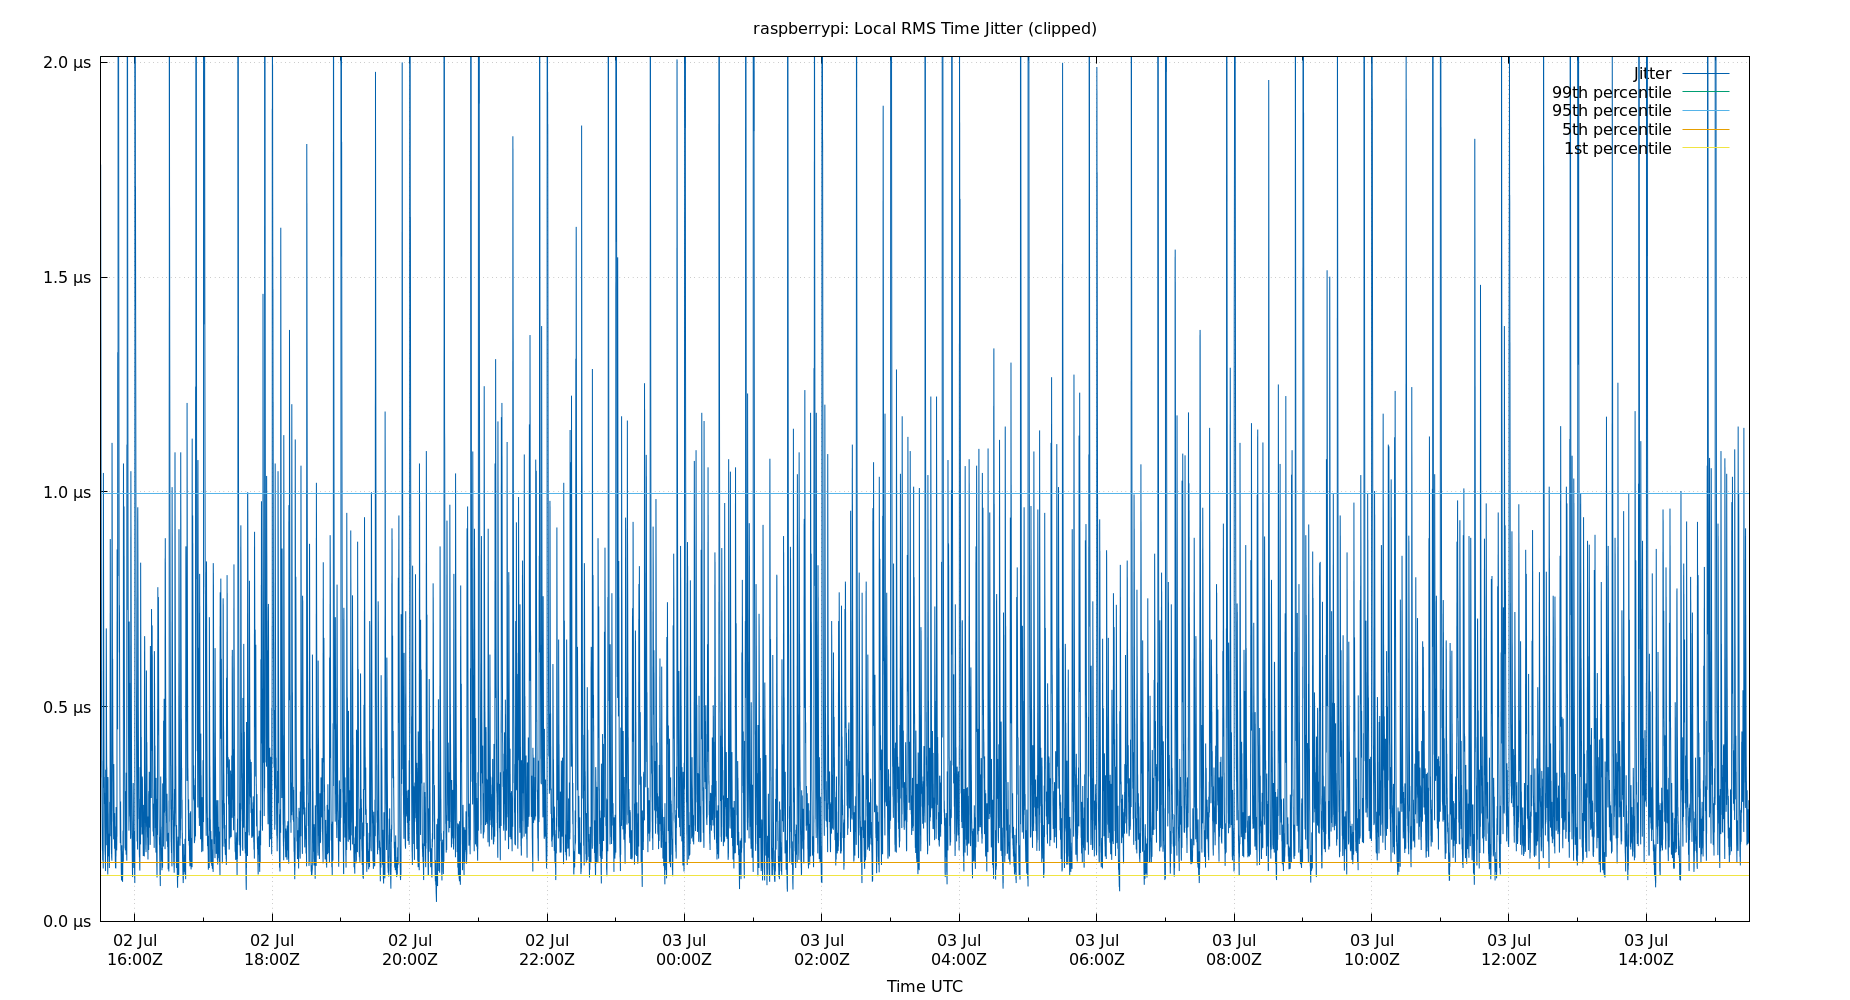 raspberrypi: Local RMS Time Jitter (clipped)
2.0 μs
1.5 μs
1.0 μs
0.5 μs
0.0 μs
Jitter
99th percentile
95th percentile
5th percentile
1st percentile
02 Jul 02 Jul 02 Jul 02 Jul 03 Jul 03 Jul 03 Jul 03 Jul 03 Jul 03 Jul 03 Jul 03 Jul
16:00Z 18:00Z 20:00Z 22:00Z 00:00Z 02:00Z 04:00Z 06:00Z 08:00Z 10:00Z 12:00Z 14:00Z
Time UTC